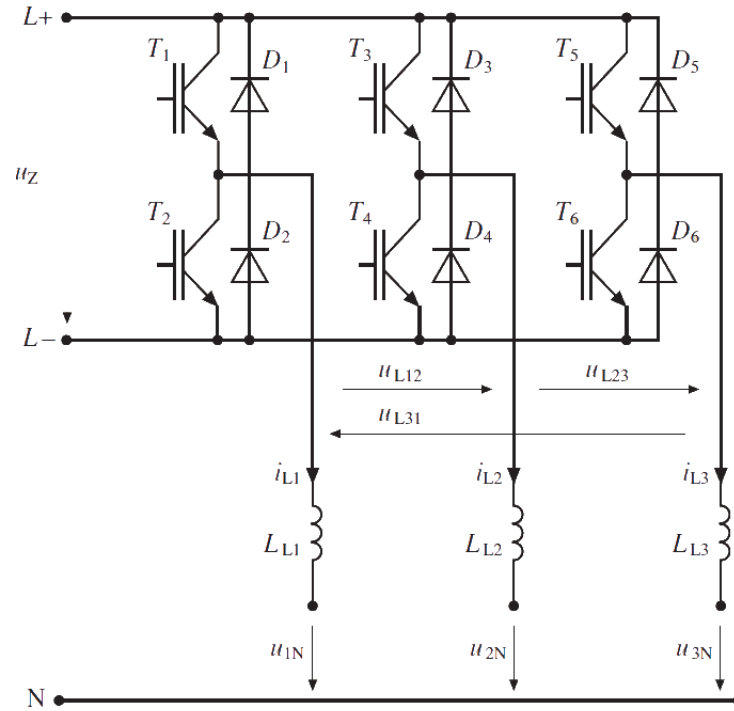 L+
T1 D1 T3 D3 T5 D5
uZ
T2 D2 T4 D4 T6 D6
L−
uL12 uL23
uL31
iL1 iL2 iL3
LL1 LL2 LL3
u1N u2N u3N
N